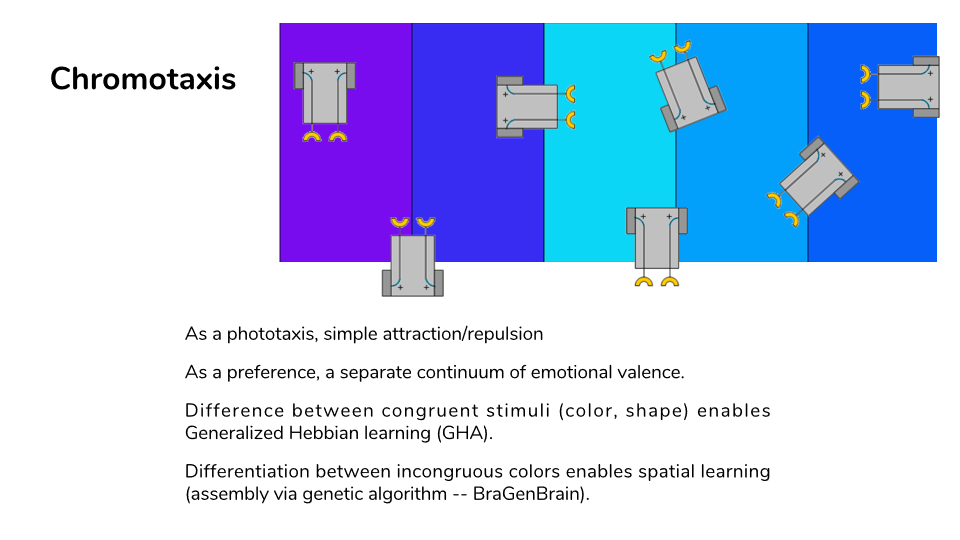 Chromotaxis
As a phototaxis, simple attraction/repulsion
As a preference, a separate continuum of emotional valence.
Difference between congruent stimuli (color, shape) enables
Generalized Hebbian learning (GHA).
Differentiation between incongruous colors enables spatial learning
(assembly via genetic algorithm -- BraGenBrain).